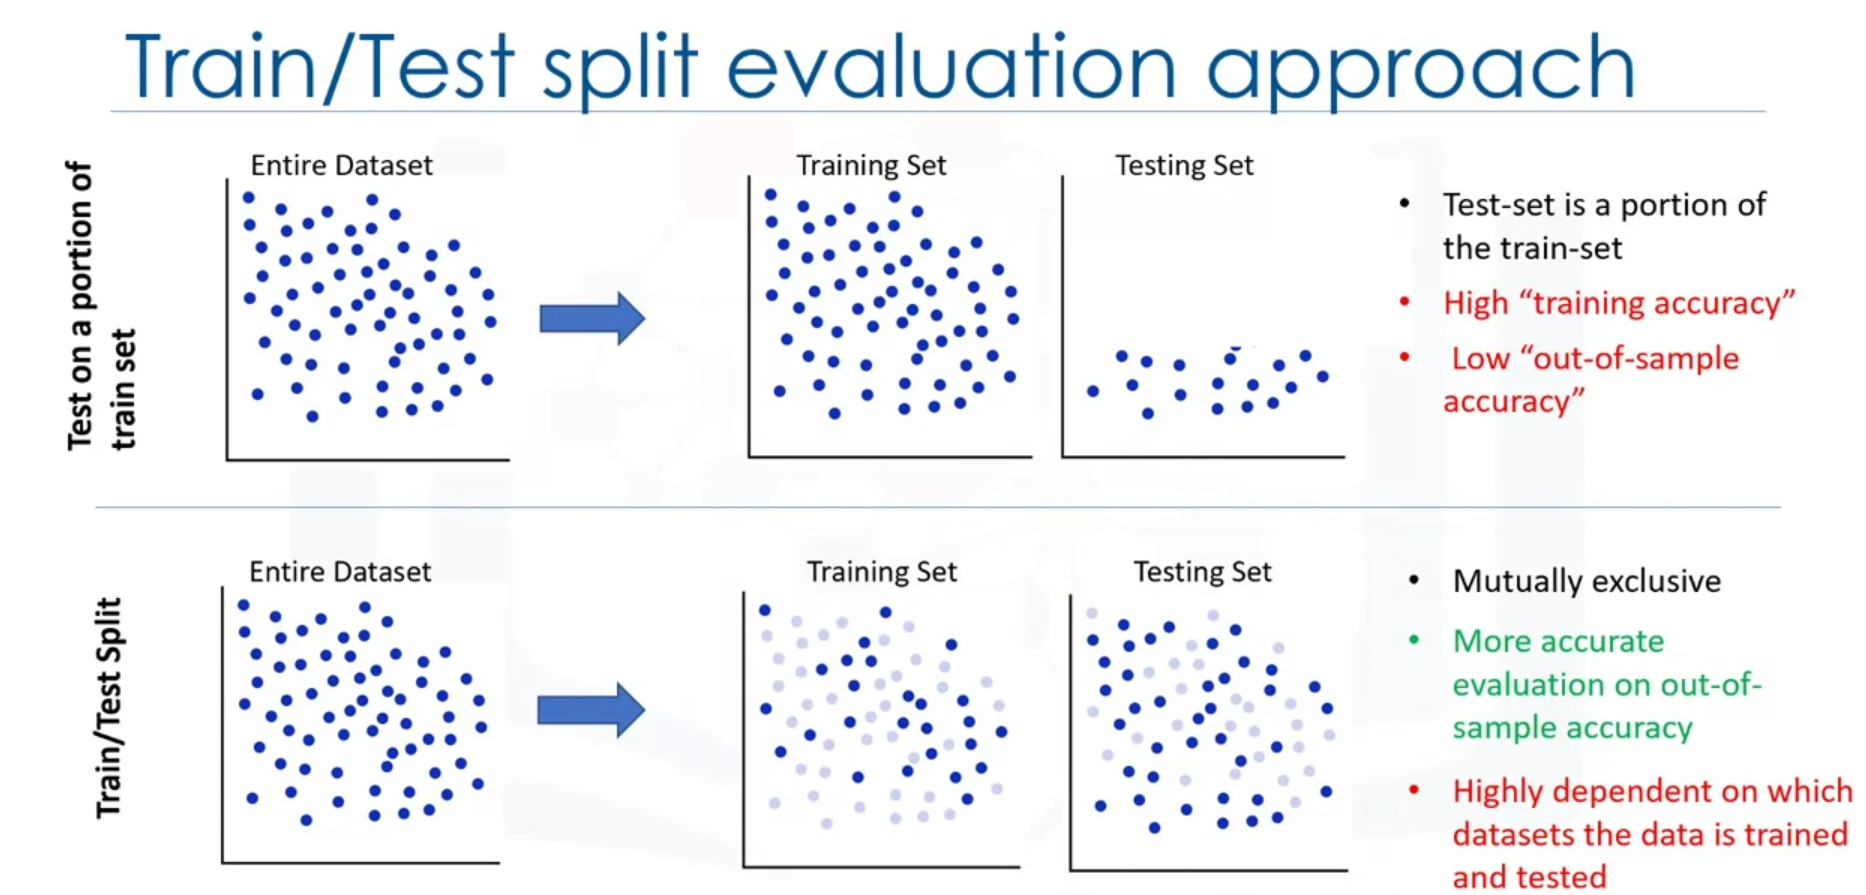 Train/Test split evaluation approach
Test on a portion of
train set
Entire Dataset
Training Set
Testing Set
• Test-set is a portion of
the train-set
• High “training accuracy”
• Low “out-of-sample
accuracy”
Train/Test Split
Entire Dataset
Training Set
Testing Set
• Mutually exclusive
• More accurate
evaluation on out-of-
sample accuracy
• Highly dependent on which
datasets the data is trained
and tested